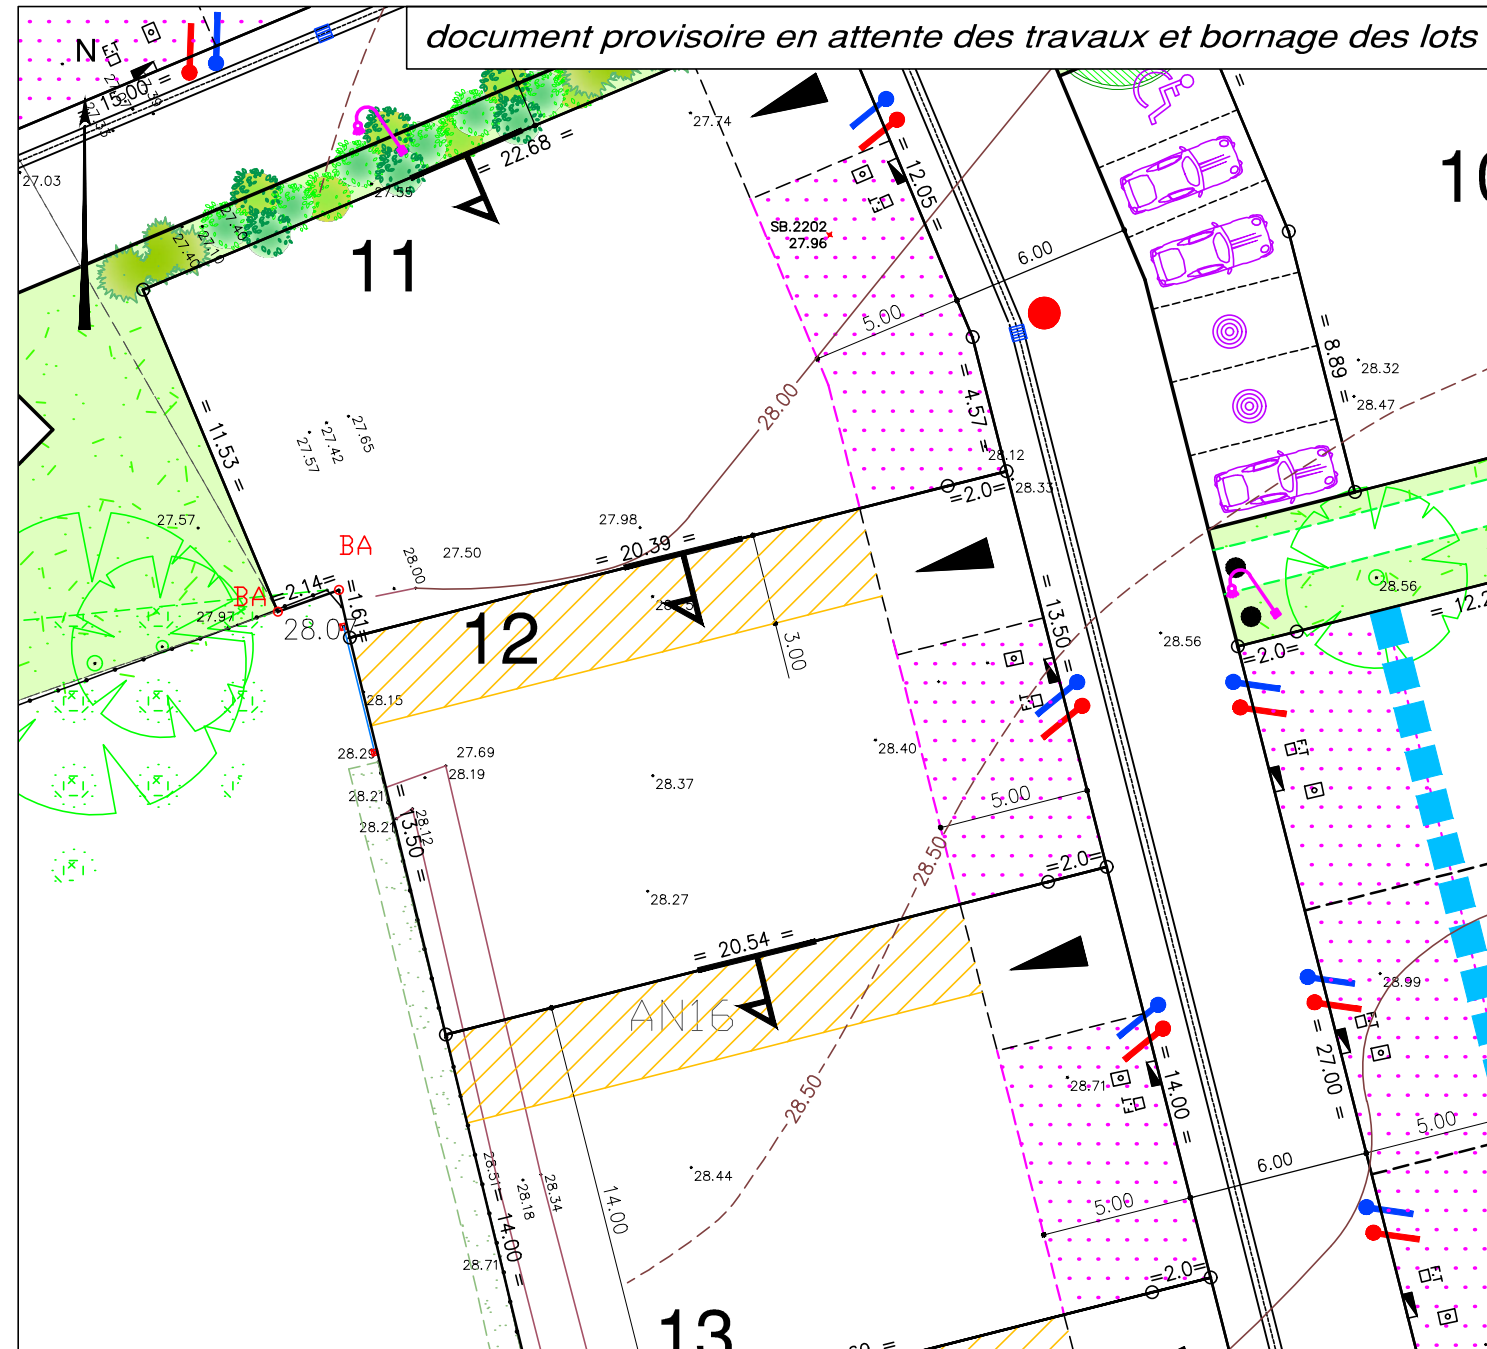 document provisoire en attente des travaux et bornage des lots
N
F.T
15.00
27.03
27.55
= 22.68 =
27.74
27.40
27.40
27.10
11
= 12.05 =
F.T
SB.2202
27.96
6.00
5.00
10
= 8.89 =
28.32
28.47
= 11.53 =
27.65
27.42
27.57
28.00
= 4.57 =
28.12
28.33
=2.0=
27.57
27.98
= 20.39 =
BA
28.00
27.50
BA
=2.14=
=1.61=
27.97
12
3.00
= 13.50 =
28.56
28.56
= 12.2
=2.0=
28.15
F.T
28.29
27.69
28.19
28.40
28.37
28.21
28.21
28.12
= 13.50 =
5.00
F.T
28.50
=2.0=
28.27
= 20.54 =
AN16
28.99
F.T
28.50
28.71
F.T
= 14.00 =
= 27.00 =
5.00
6.00
28.44
28.51
28.18
28.34
14.00
5.00
= 14.00 =
28.71
=2.0=
F.T
13